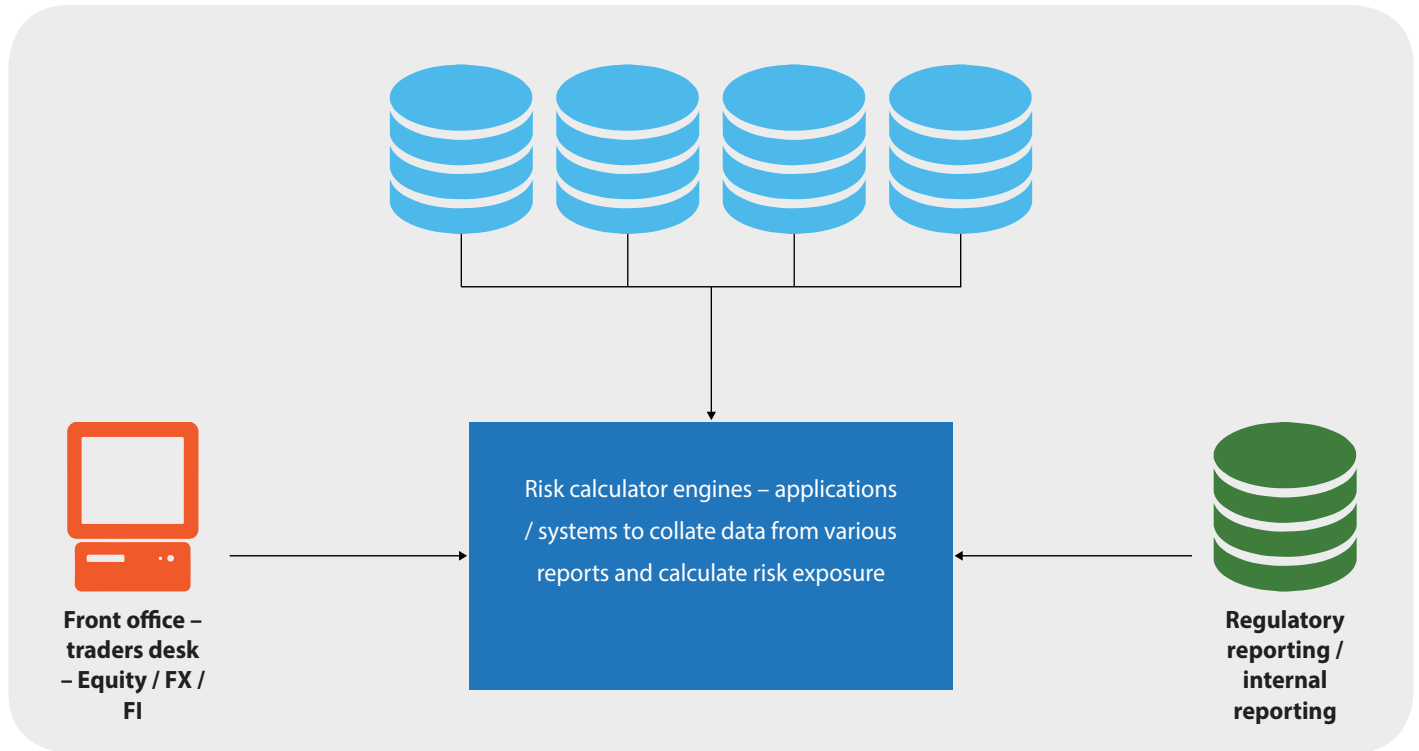 Risk calculator engines – applications
/ systems to collate data from various
reports and calculate risk exposure
Front office –
traders desk
– Equity / FX /
FI
Regulatory
reporting /
internal
reporting